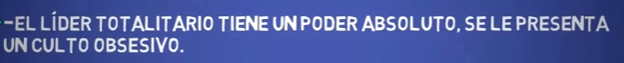 -EL LÍDER TOTALITARIO TIENE UN PODER ABSOLUTO, SE LE PRESENTA
UN CULTO OBSESIVO.